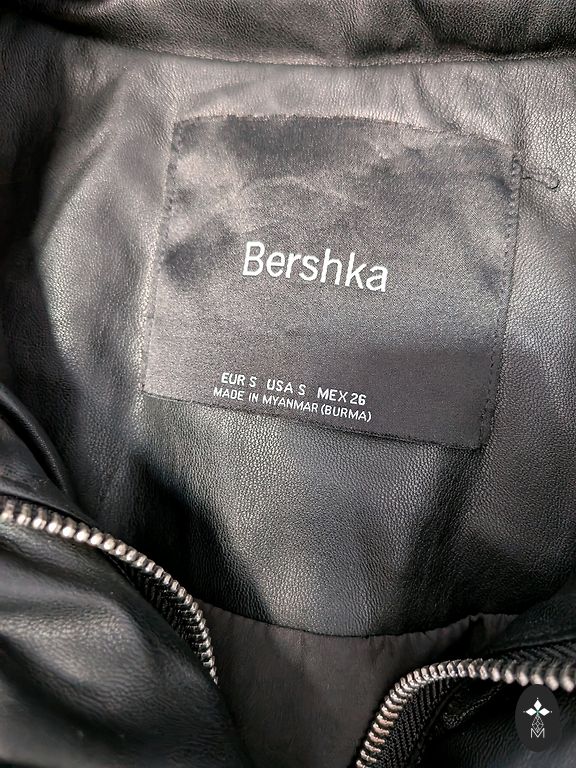 Bershka
EUR S USA S MEX 26
MADE IN MYANMAR (BURMA)
M